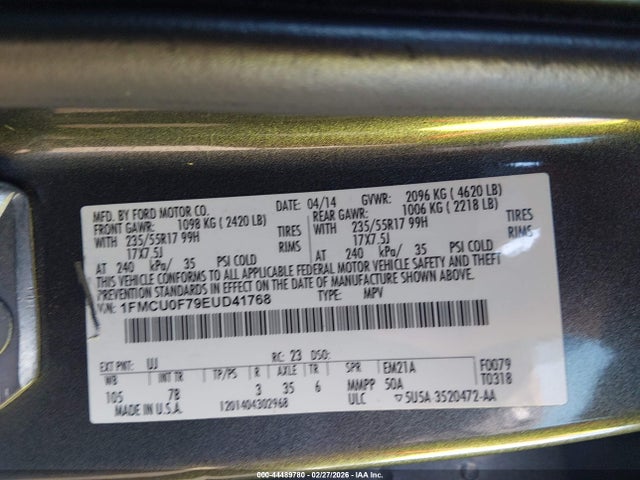 MFD. BY FORD MOTOR CO.
DATE: 04/14 GVWR: 2096 KG ( 4620 LB)
FRONT GAWR: 1098 KG ( 2420 LB) REAR GAWR: 1006 KG ( 2218 LB)
WITH 235/55R17 99H TIRES WITH 235/55R17 99H TIRES
17X7.5J RIMS 17X7.5J RIMS
AT 240 kPa/ 35 PSI COLD AT 240 kPa/ 35 PSI COLD
THIS VEHICLE CONFORMS TO ALL APPLICABLE FEDERAL MOTOR VEHICLE SAFETY AND THEFT
PREVENTION STANDARDS IN EFFECT ON THE DATE OF MANUFACTURE SHOWN ABOVE.
VIN: 1FMCU0F79EUD41768 TYPE: MPV
EXT PNT: UJ RC: 23 DSO: F0079
WB INT TR TP/PS R AXLE TR SPR EM21A T0318
105 7B 3 35 6 MMPP 50A
MADE IN U.S.A. 1201404302968 ULC 5U5A 3520472-AA
000-44489780 - 02/27/2026 - IAA Inc.